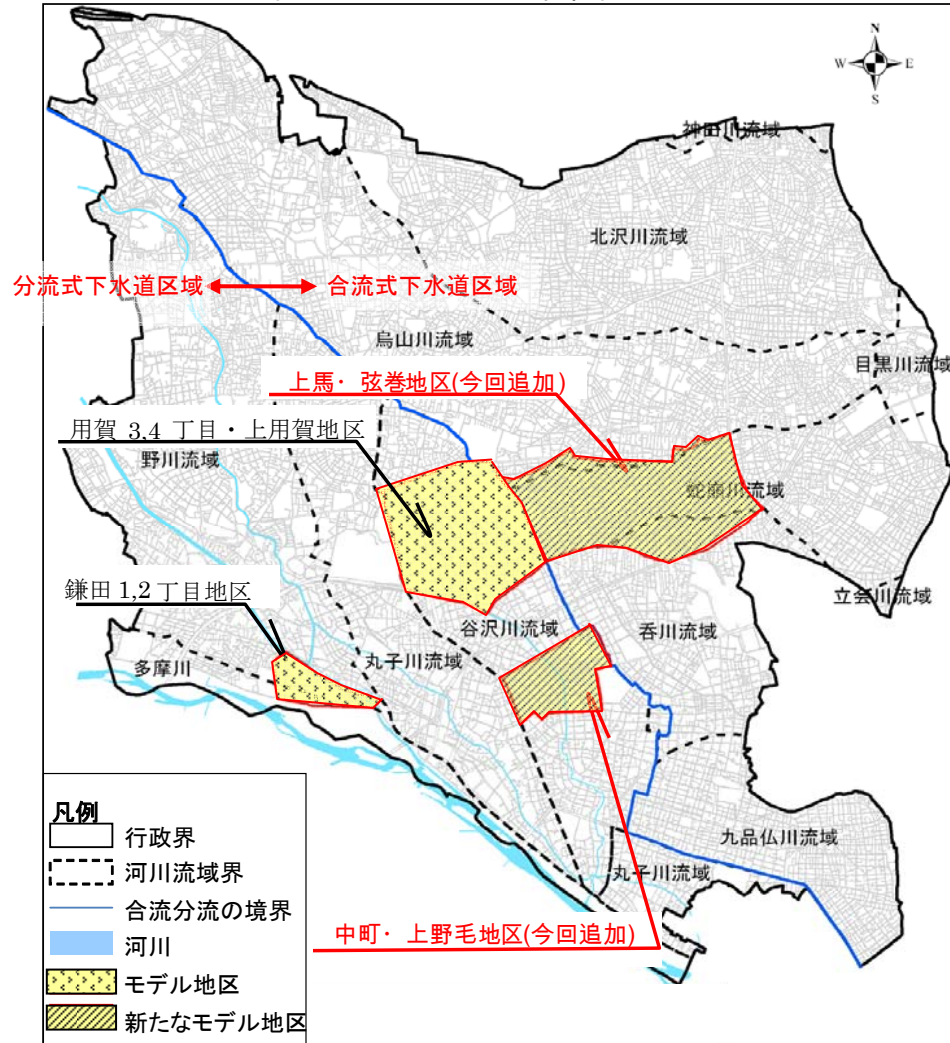 N
W E
S
神田川流域
北沢川流域
分流式下水道区域
合流式下水道区域
烏山川流域
目黒川流域
上馬・弦巻地区(今回追加)
用賀 3,4 丁目・上用賀地区
野川流域
蛇崩川流域
鎌田 1,2 丁目地区
立会川流域
谷沢川流域
呑川流域
丸子川流域
多摩川
九品仏川流域
丸子川流域
中町・上野毛地区(今回追加)
凡例
行政界
河川流域界
合流分流の境界
河川
モデル地区
新たなモデル地区